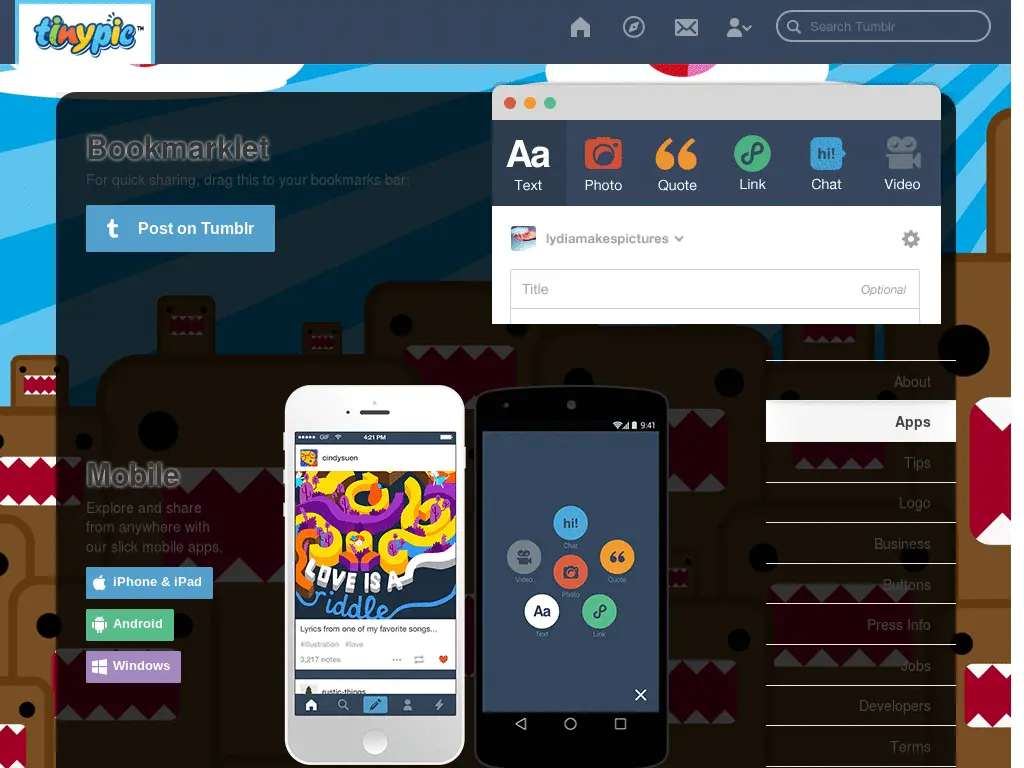 tinypic™
Search Tumblr
Bookmarklet
For quick sharing, drag this to your bookmarks bar:
t Post on Tumblr
Aa
Text
Photo
Quote
Link
hi!
Chat
Video
lydiamakespictures
Title
Optional
About
Apps
Tips
Logo
Business
Buttons
Press Info
Jobs
Developers
Terms
Mobile
Explore and share
from anywhere with
our slick mobile apps.
iPhone & iPad
Android
Windows
GIF 4:21 PM
cindysuen
LOVE IS A
riddle
Lyrics from one of my favorite songs...
#illustration #love
3,217 notes
rustic-things
9:41
hi!
Chat
Video
Quote
Photo
Aa
Text
Link